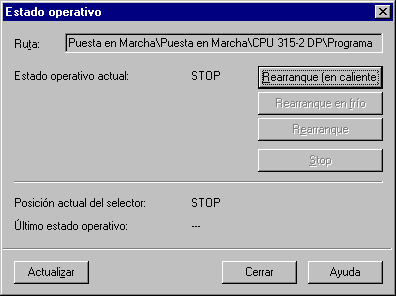 Estado operativo
Ruta: Puesta en Marcha\Puesta en Marcha\CPU 315-2 DP\Programa
Estado operativo actual: STOP Rearranque (en caliente)
Rearranque en frío
Rearranque
Stop
Posición actual del selector: STOP
Último estado operativo: ---
Actualizar Cerrar Ayuda